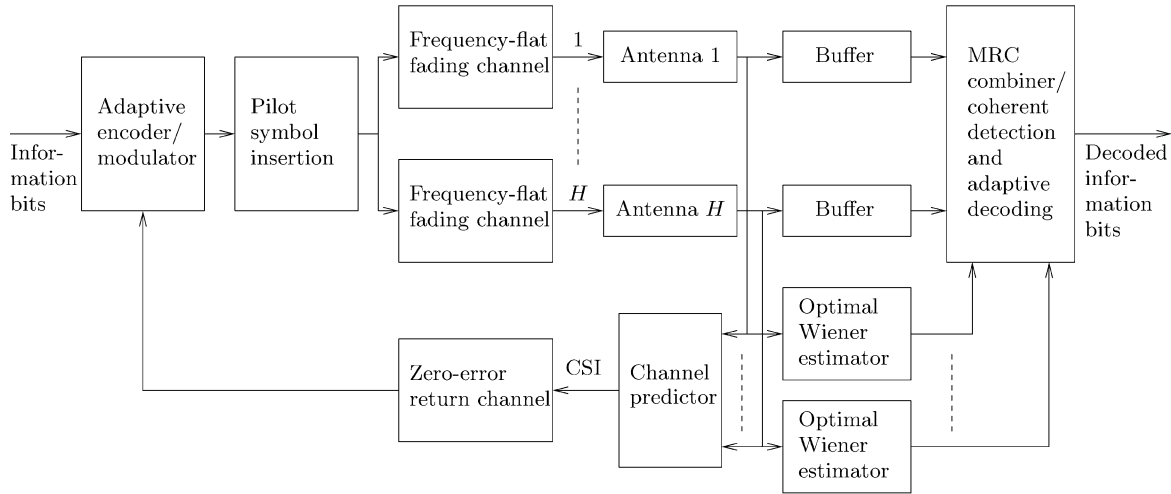 Infor-
mation
bits
Adaptive
encoder/
modulator
Pilot
symbol
insertion
Frequency-flat
fading channel
1
Antenna 1
Buffer
Frequency-flat
fading channel
H
Antenna H
Buffer
MRC
combiner/
coherent
detection
and
adaptive
decoding
Decoded
infor-
mation
bits
Zero-error
return channel
CSI
Channel
predictor
Optimal
Wiener
estimator
Optimal
Wiener
estimator